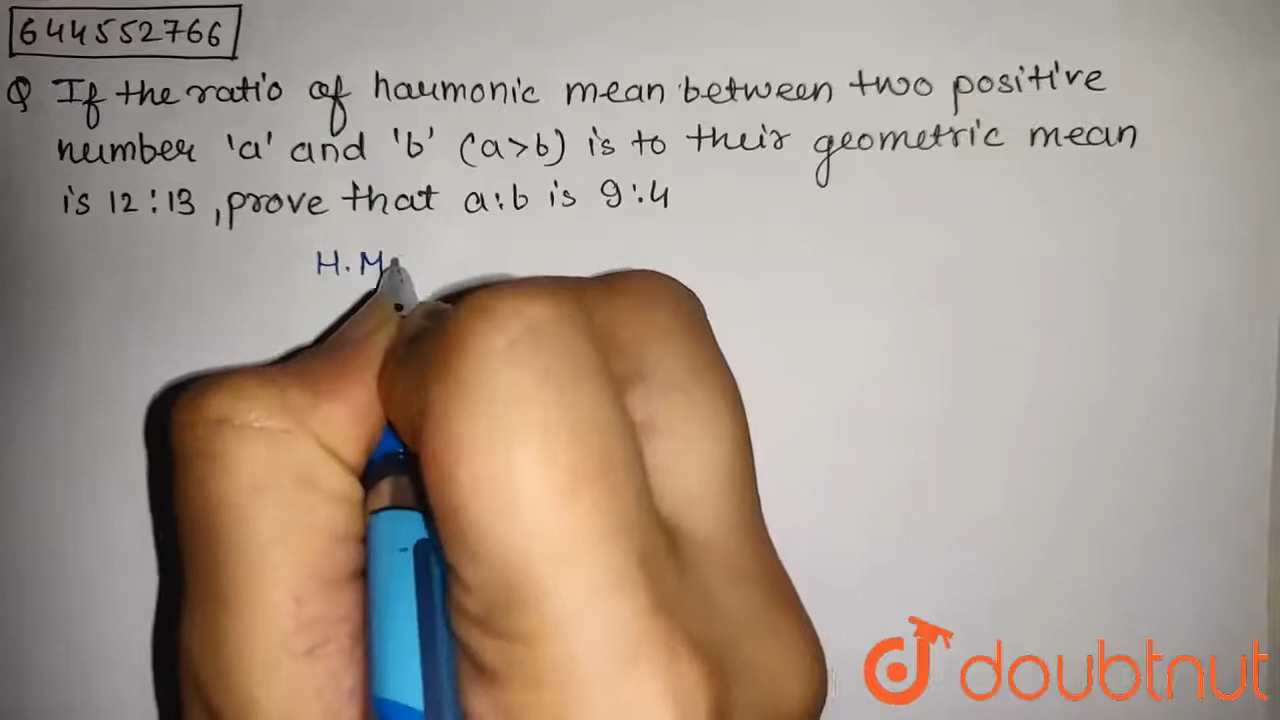 644552766
Q If the ratio of harmonic mean between two positive
number 'a' and 'b' (a>b) is to their geometric mean
is 12:13, prove that a:b is 9:4
H.M
doubtnut